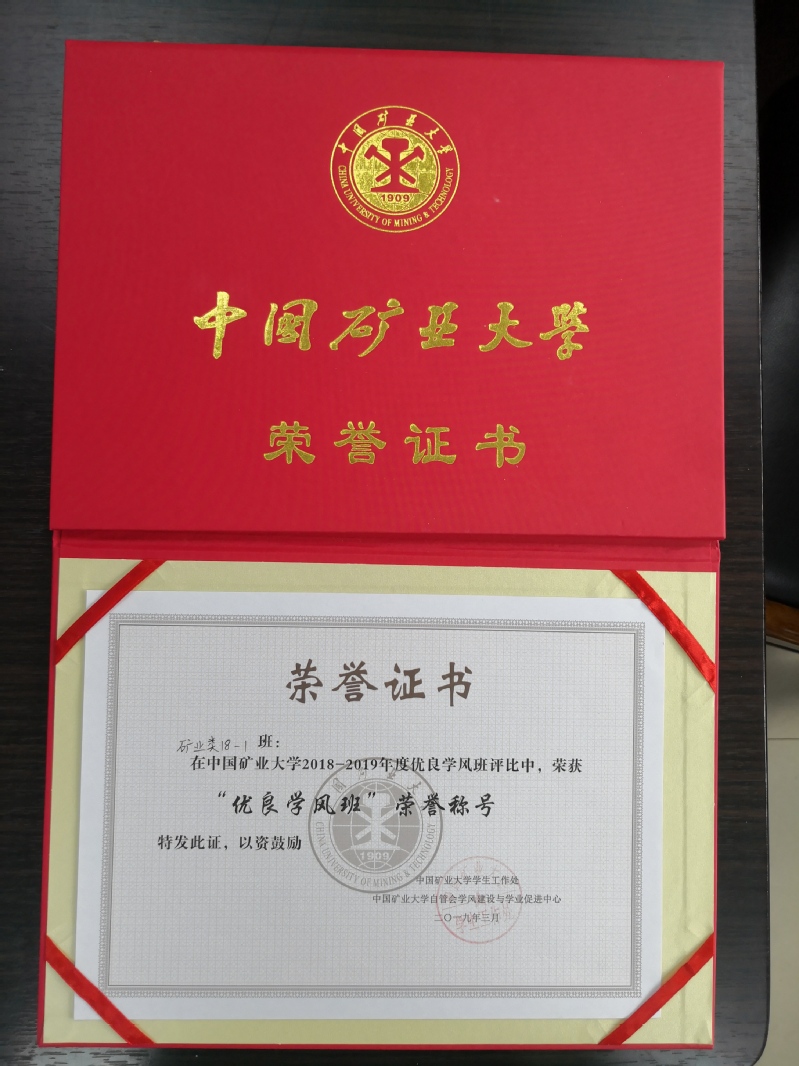 中国矿业大学
CHINA UNIVERSITY OF MINING & TECHNOLOGY
1909
中国矿业大学
荣誉证书
荣誉证书
矿业类18-1 班：
在中国矿业大学2018-2019年度优良学风班评比中，荣获
“优良学风班”荣誉称号
特发此证，以资鼓励
CHINA UNIVERSITY OF MINING & TECHNOLOGY
1909
中国矿业大学学生工作处
中国矿业大学自管会学风建设与学业促进中心
二〇一九年三月